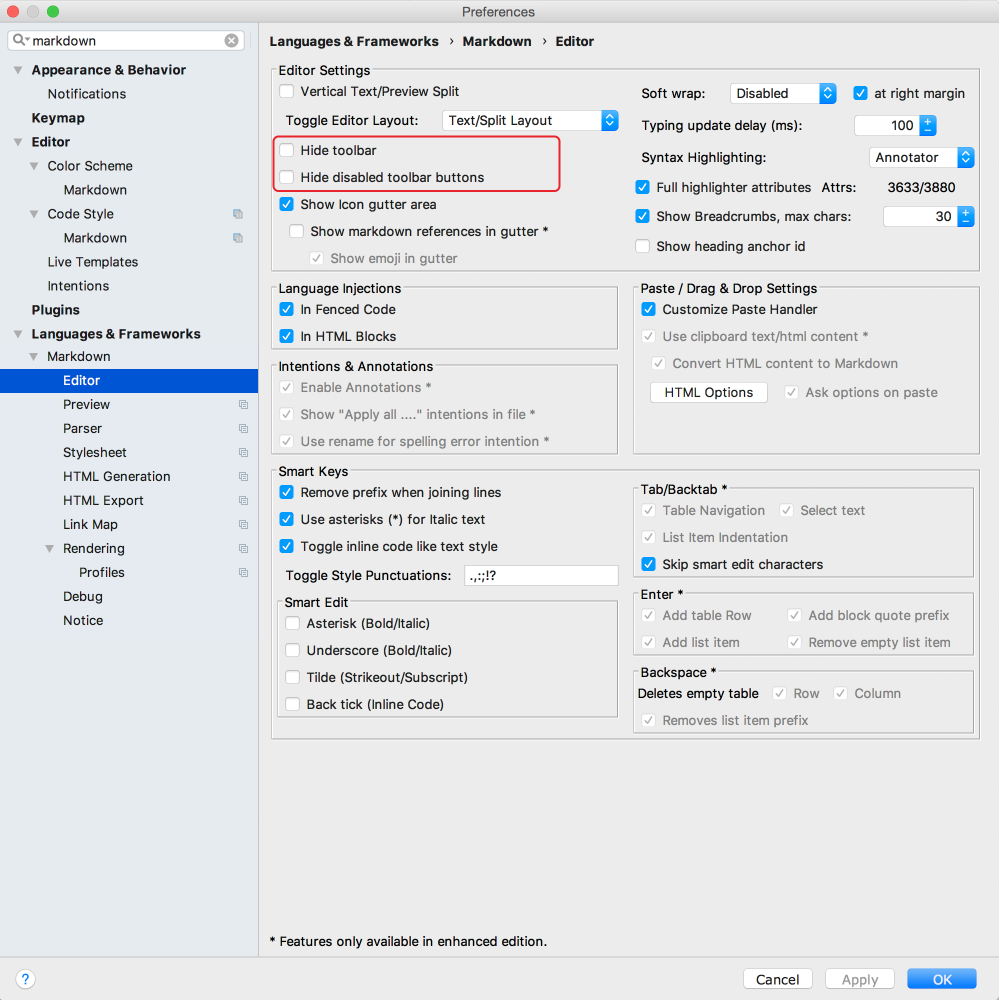 Preferences
markdown
Appearance & Behavior
Notifications
Keymap
Editor
Color Scheme
Markdown
Code Style
Markdown
Live Templates
Intentions
Plugins
Languages & Frameworks
Markdown
Editor
Preview
Parser
Stylesheet
HTML Generation
HTML Export
Link Map
Rendering
Profiles
Debug
Notice
Languages & Frameworks › Markdown › Editor
Editor Settings
Vertical Text/Preview Split
Toggle Editor Layout: Text/Split Layout
Hide toolbar
Hide disabled toolbar buttons
Show Icon gutter area
Show markdown references in gutter *
Show emoji in gutter
Soft wrap: Disabled at right margin
Typing update delay (ms): 100
Syntax Highlighting: Annotator
Full highlighter attributes Attrs: 3633/3880
Show Breadcrumbs, max chars: 30
Show heading anchor id
Language Injections
In Fenced Code
In HTML Blocks
Intentions & Annotations
Enable Annotations *
Show "Apply all ...." intentions in file *
Use rename for spelling error intention *
Paste / Drag & Drop Settings
Customize Paste Handler
Use clipboard text/html content *
Convert HTML content to Markdown
HTML Options Ask options on paste
Smart Keys
Remove prefix when joining lines
Use asterisks (*) for Italic text
Toggle inline code like text style
Toggle Style Punctuations: .,:;!?
Smart Edit
Asterisk (Bold/Italic)
Underscore (Bold/Italic)
Tilde (Strikeout/Subscript)
Back tick (Inline Code)
Tab/Backtab *
Table Navigation Select text
List Item Indentation
Skip smart edit characters
Enter *
Add table Row Add block quote prefix
Add list item Remove empty list item
Backspace *
Deletes empty table Row Column
Removes list item prefix
* Features only available in enhanced edition.
? Cancel Apply OK